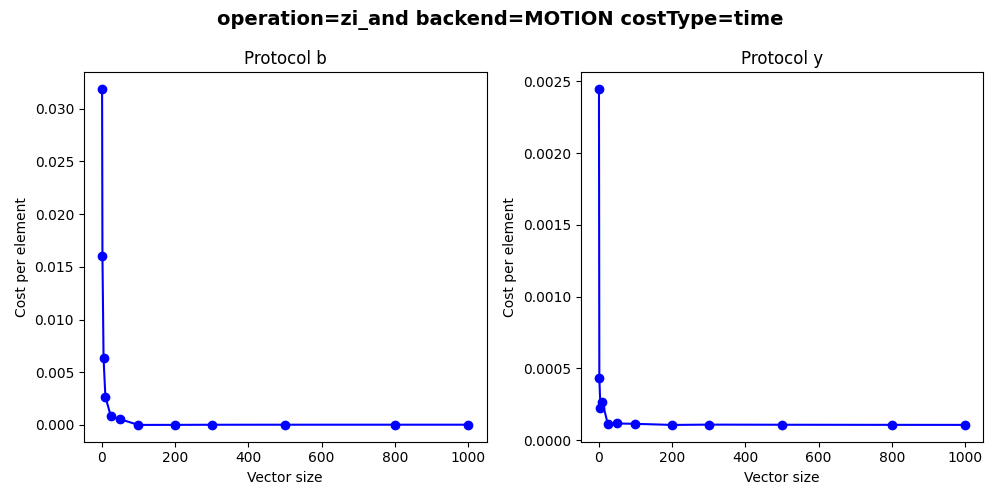 operation=zi_and backend=MOTION costType=time
Protocol b
Protocol y
Cost per element
0.030
0.025
0.020
0.015
0.010
0.005
0.000
0 200 400 600 800 1000
Vector size
Cost per element
0.0025
0.0020
0.0015
0.0010
0.0005
0.0000
0 200 400 600 800 1000
Vector size